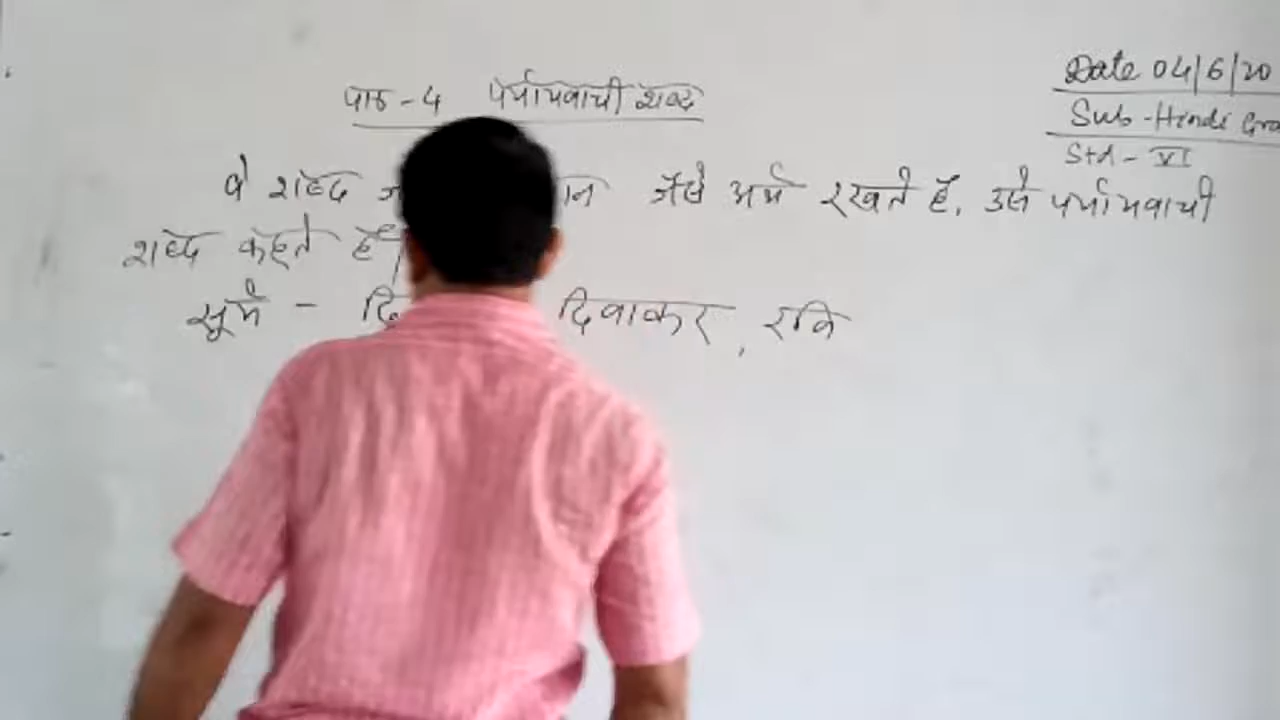 Date 04/6/20
Sub-Hindi Gra
Std - VI
पाठ-4 पर्यायवाची शब्द
वे शब्द जैसे अर्थ रखते हैं, उसे पर्यायवाची
शब्द कहते हैं।
सूर्य - दिवाकर, रवि